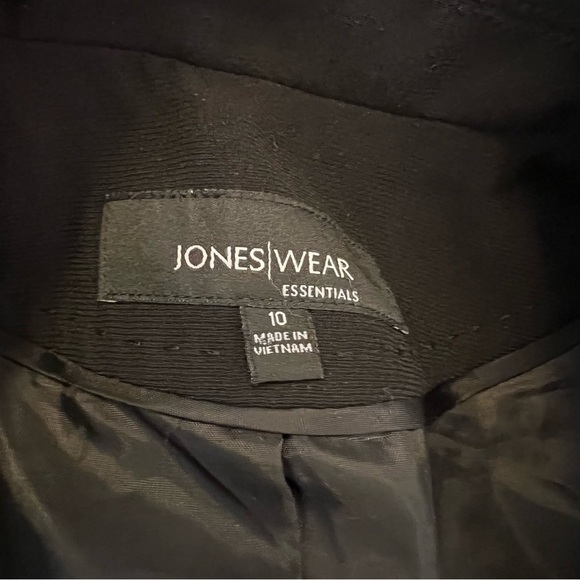 JONES|WEAR
ESSENTIALS
10
MADE IN
VIETNAM